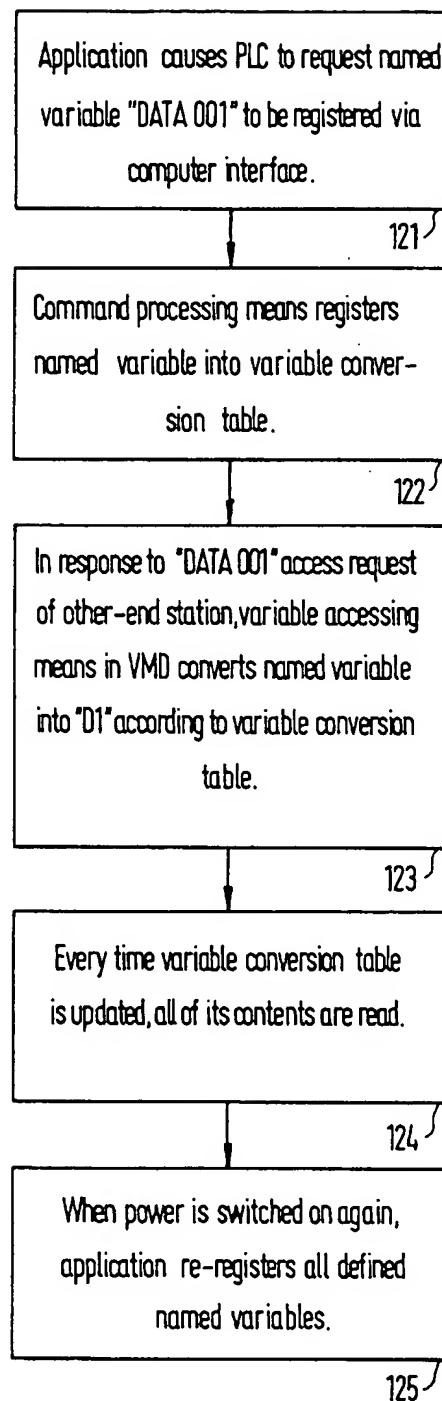 Application causes PLC to request named
variable "DATA 001" to be registered via
computer interface.
121
Command processing means registers
named variable into variable conver-
sion table.
122
In response to "DATA 001" access request
of other-end station, variable accessing
means in VMD converts named variable
into "D1" according to variable conversion
table.
123
Every time variable conversion table
is updated, all of its contents are read.
124
When power is switched on again,
application re-registers all defined
named variables.
125